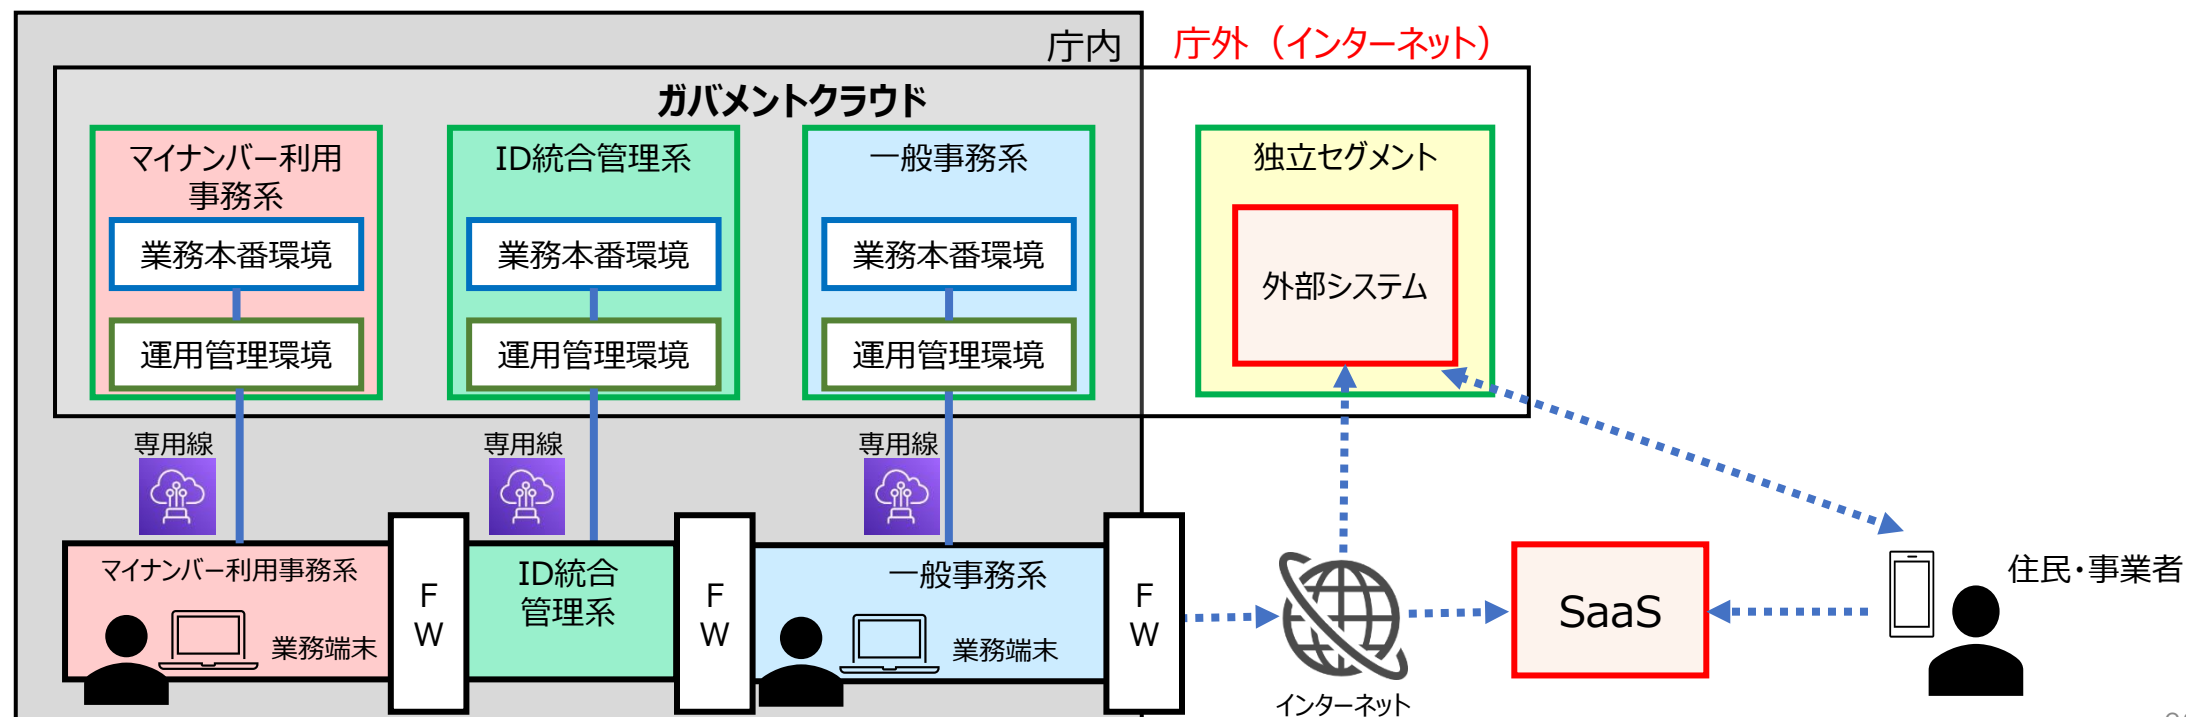 庁内
庁外（インターネット）
ガバメントクラウド
マイナンバー利用
事務系
業務本番環境
運用管理環境
ID統合管理系
業務本番環境
運用管理環境
一般事務系
業務本番環境
運用管理環境
独立セグメント
外部システム
専用線
専用線
専用線
マイナンバー利用事務系
業務端末
F
W
ID統合
管理系
F
W
一般事務系
業務端末
F
W
インターネット
SaaS
住民・事業者